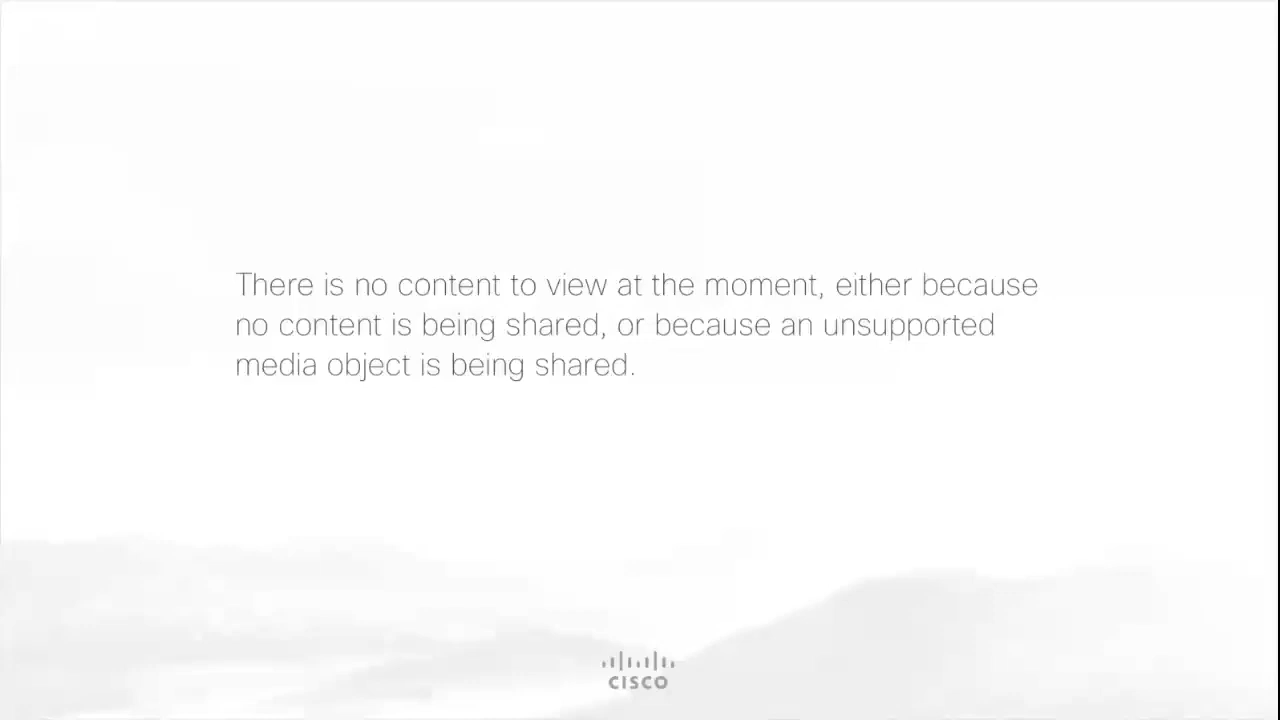 There is no content to view at the moment, either because
no content is being shared, or because an unsupported
media object is being shared.
CISCO